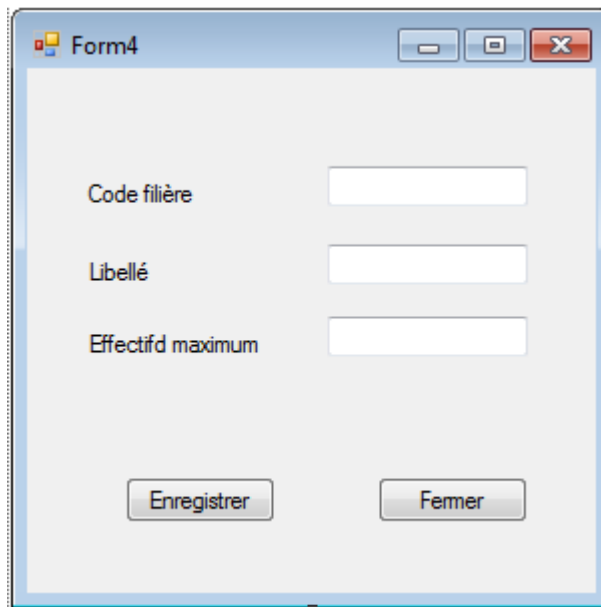 Form4
Code filière
Libellé
Effectifd maximum
Enregistrer Fermer